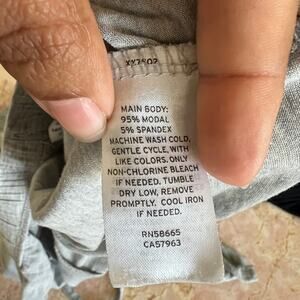 MAIN BODY:
95% MODAL
5% SPANDEX
MACHINE WASH COLD,
GENTLE CYCLE, WITH
LIKE COLORS. ONLY
NON-CHLORINE BLEACH
IF NEEDED. TUMBLE
DRY LOW, REMOVE
PROMPTLY. COOL IRON
IF NEEDED.
RN58665
CA57963